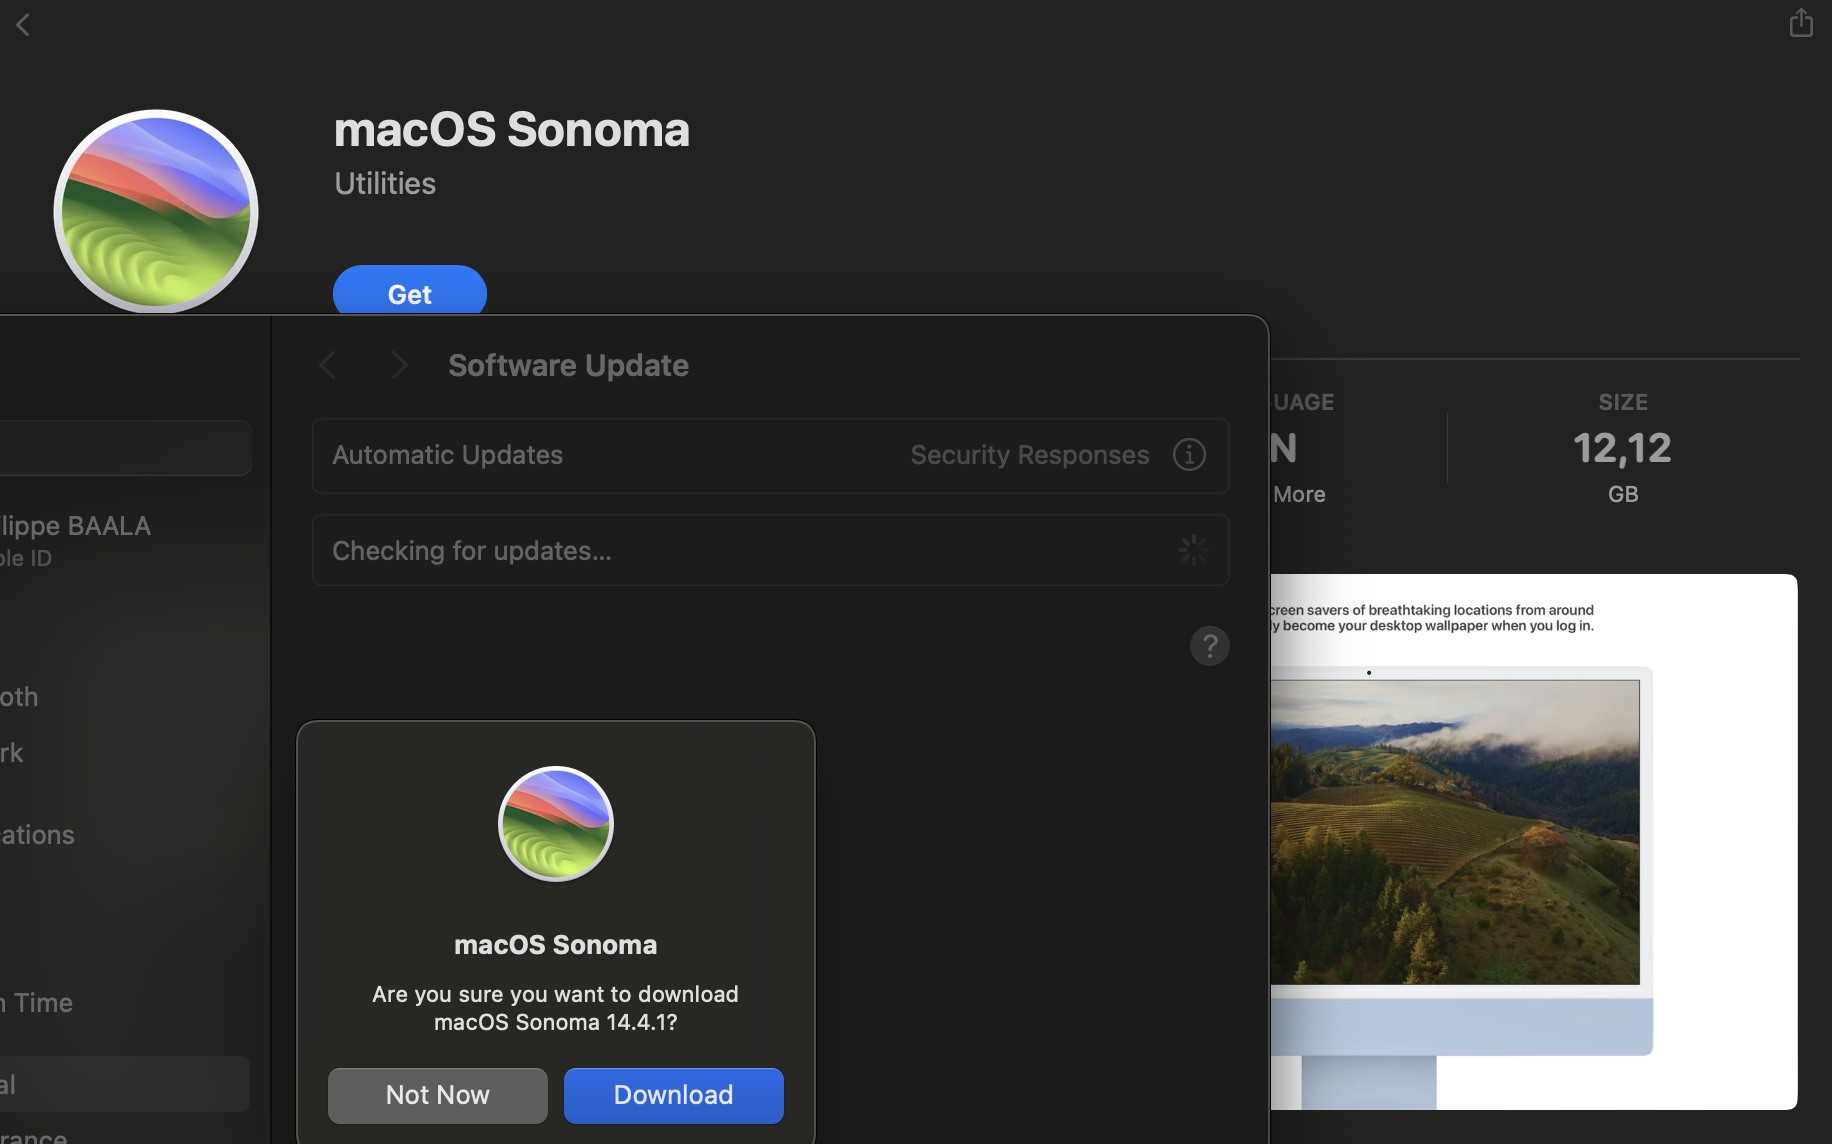 macOS Sonoma
Utilities
Get
Software Update
Automatic Updates
Security Responses
Checking for updates...
?
lippe BAALA
ple ID
oth
rk
cations
n Time
al
rance
UAGE
N
More
SIZE
12,12
GB
creen savers of breathtaking locations from around
ly become your desktop wallpaper when you log in.
macOS Sonoma
Are you sure you want to download
macOS Sonoma 14.4.1?
Not Now
Download